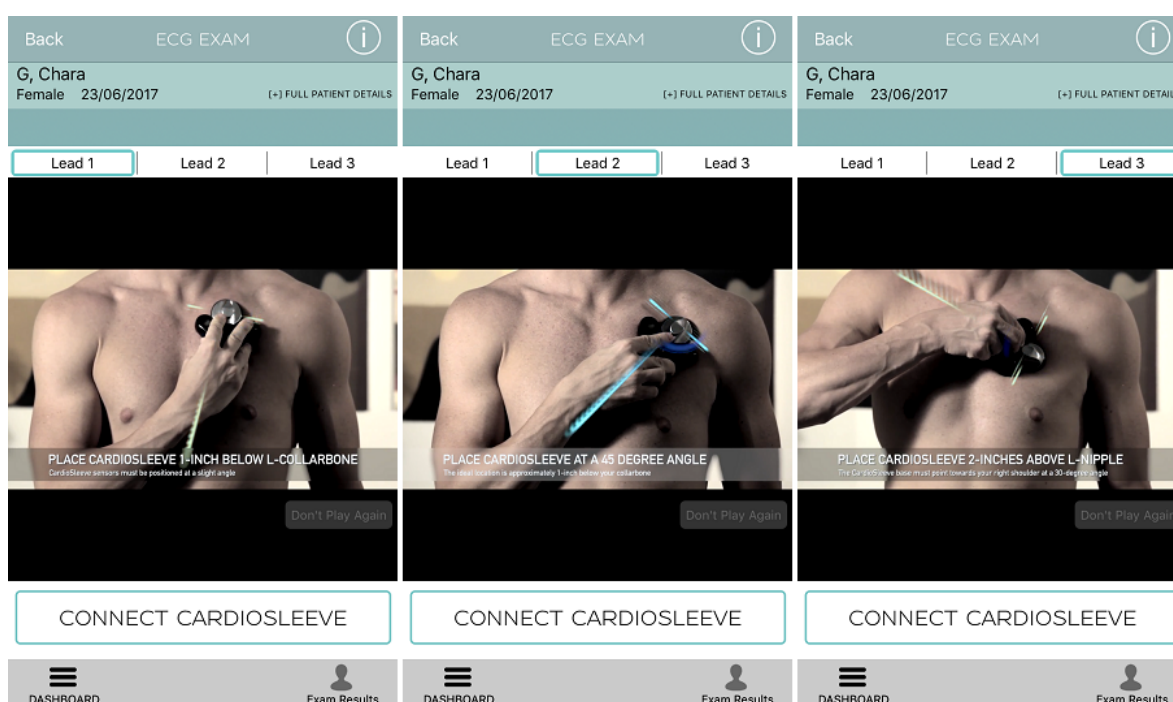 Back ECG EXAM i
G, Chara
Female 23/06/2017 [+] FULL PATIENT DETAILS
Lead 1 Lead 2 Lead 3
PLACE CARDIOSLEEVE 1-INCH BELOW L-COLLARBONE
CardioSleeve sensors must be positioned at a slight angle
Don't Play Again
CONNECT CARDIOSLEEVE
DASHBOARD Exam Results
Back ECG EXAM i
G, Chara
Female 23/06/2017 [+] FULL PATIENT DETAILS
Lead 1 Lead 2 Lead 3
PLACE CARDIOSLEEVE AT A 45 DEGREE ANGLE
The ideal location is approximately 1-inch below your collarbone
Don't Play Again
CONNECT CARDIOSLEEVE
DASHBOARD Exam Results
Back ECG EXAM i
G, Chara
Female 23/06/2017 [+] FULL PATIENT DETAIL
Lead 1 Lead 2 Lead 3
PLACE CARDIOSLEEVE 2-INCHES ABOVE L-NIPPLE
The CardioSleeve base must point towards your right shoulder at a 30-degree angle
Don't Play Again
CONNECT CARDIOSLEEVE
DASHBOARD Exam Results